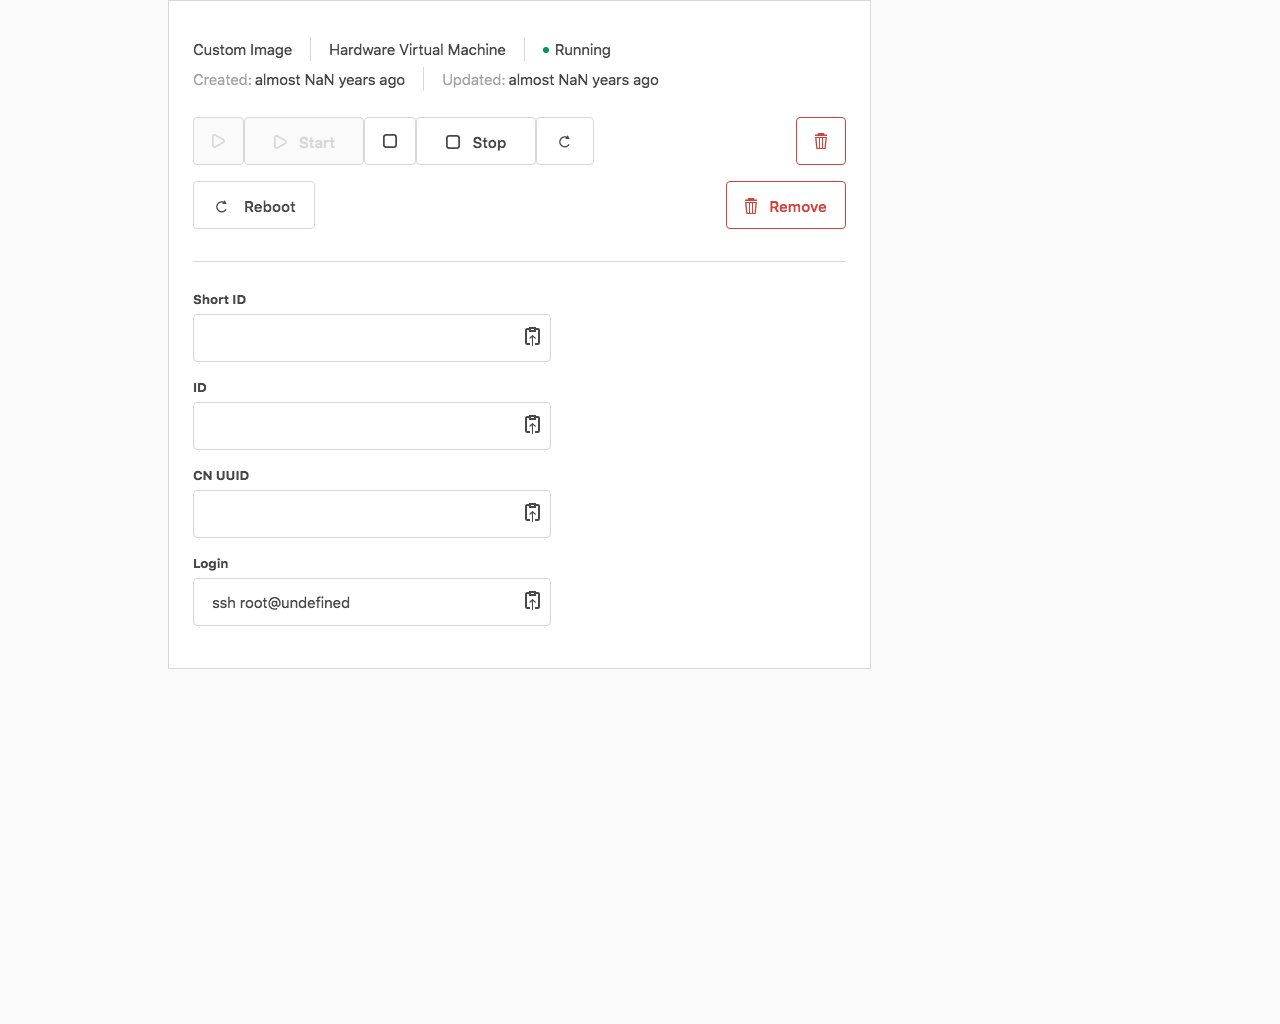 Custom Image Hardware Virtual Machine Running
Created: almost NaN years ago Updated: almost NaN years ago
Start Stop
Reboot Remove
Short ID
ID
CN UUID
Login
ssh root@undefined